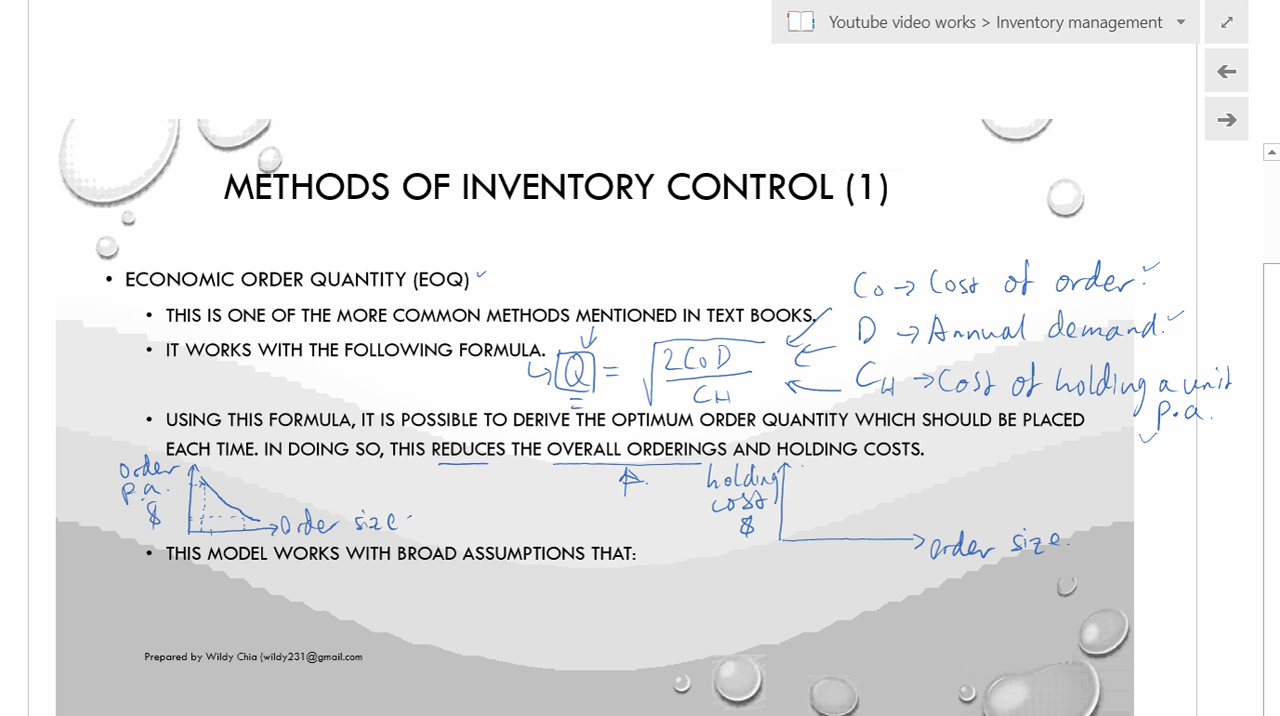 Youtube video works > Inventory management
METHODS OF INVENTORY CONTROL (1)
• ECONOMIC ORDER QUANTITY (EOQ) ✓
Co → Cost of order. ✓
• THIS IS ONE OF THE MORE COMMON METHODS MENTIONED IN TEXT BOOKS.
D → Annual demand. ✓
• IT WORKS WITH THE FOLLOWING FORMULA.
Q = √(2CoD / CH)
CH → Cost of holding a unit
p.a. ✓
• USING THIS FORMULA, IT IS POSSIBLE TO DERIVE THE OPTIMUM ORDER QUANTITY WHICH SHOULD BE PLACED
EACH TIME. IN DOING SO, THIS REDUCES THE OVERALL ORDERINGS AND HOLDING COSTS.
Order
p.a.
$
Order size
holding
cost
$
order size.
• THIS MODEL WORKS WITH BROAD ASSUMPTIONS THAT:
Prepared by Wildy Chia (wildy231@gmail.com